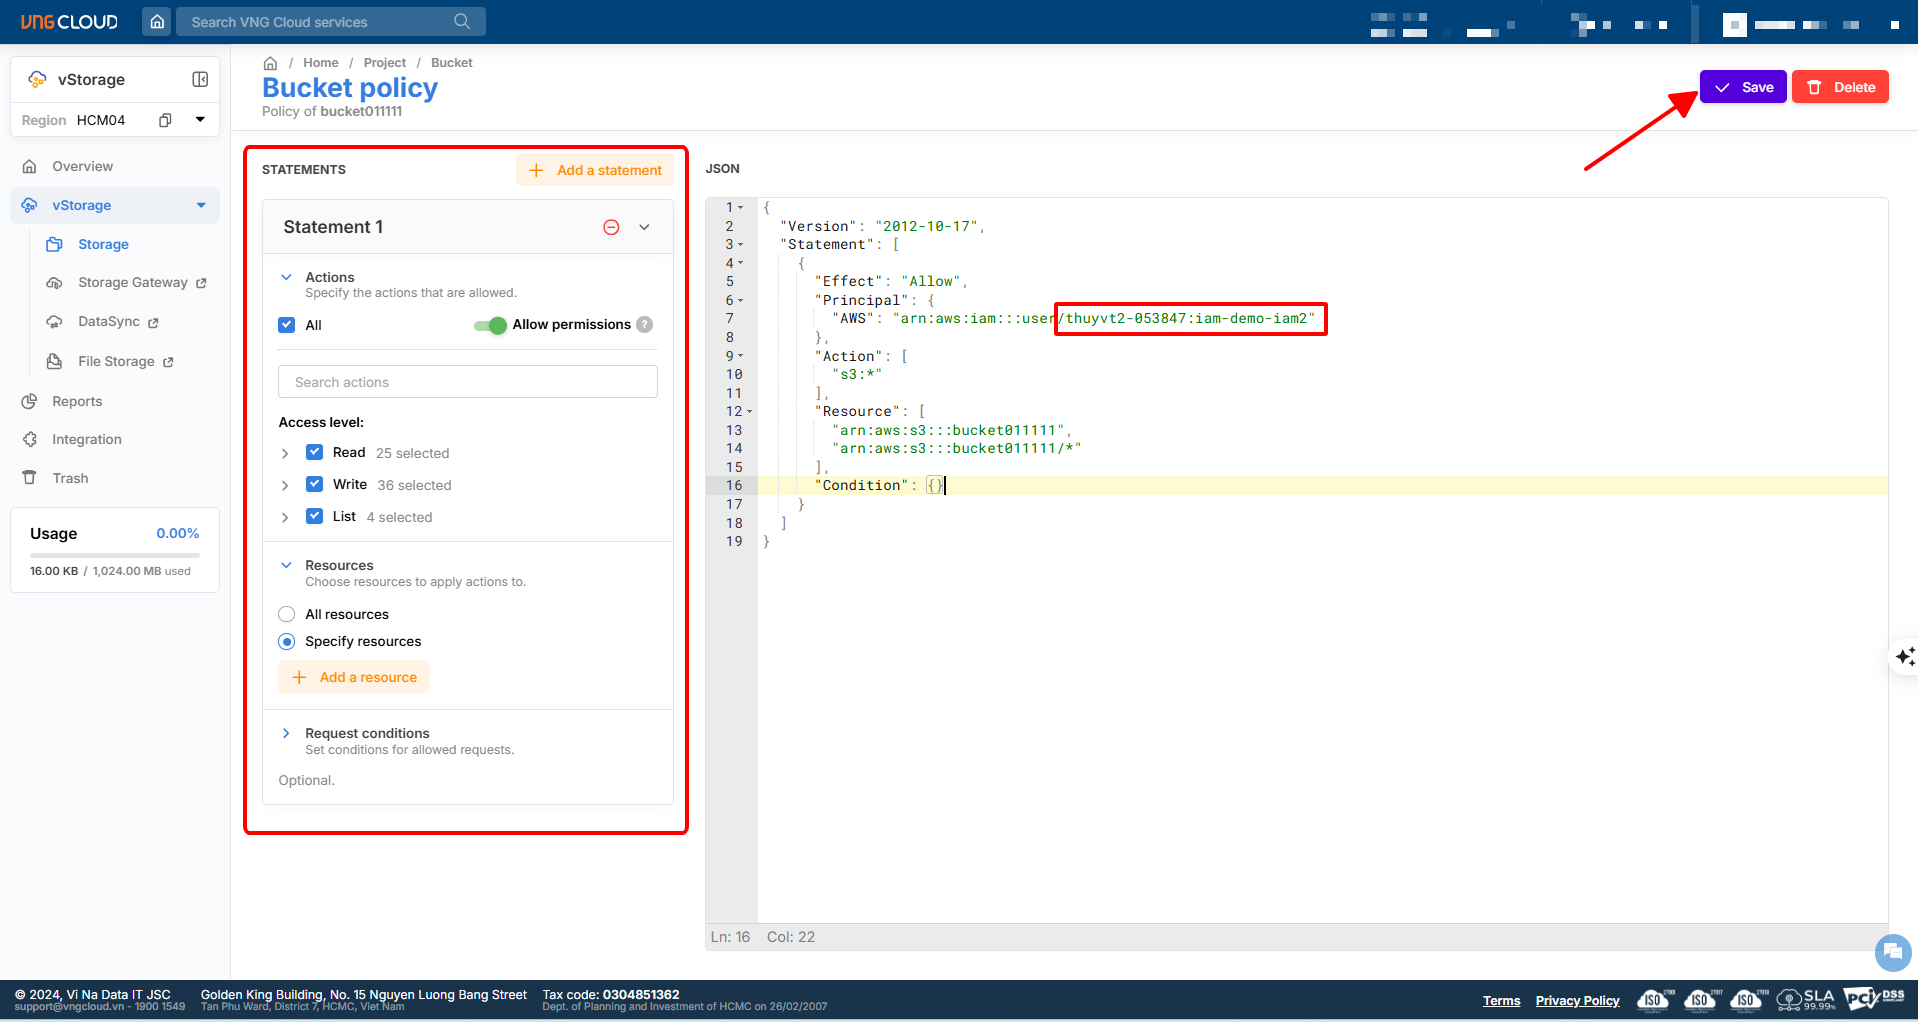 VNG CLOUD
Search VNG Cloud services
vStorage
Region HCM04
Overview
vStorage
Storage
Storage Gateway
DataSync
File Storage
Reports
Integration
Trash
Usage 0.00%
16.00 KB / 1,024.00 MB used
/ Home / Project / Bucket
Bucket policy
Policy of bucket011111
Save
Delete
STATEMENTS
Add a statement
Statement 1
Actions
Specify the actions that are allowed.
All
Allow permissions ?
Search actions
Access level:
Read 25 selected
Write 36 selected
List 4 selected
Resources
Choose resources to apply actions to.
All resources
Specify resources
Add a resource
Request conditions
Set conditions for allowed requests.
Optional.
JSON
1 {
2 "Version": "2012-10-17",
3 "Statement": [
4 {
5 "Effect": "Allow",
6 "Principal": {
7 "AWS": "arn:aws:iam:::user/thuyvt2-053847:iam-demo-iam2"
8 },
9 "Action": [
10 "s3:*"
11 ],
12 "Resource": [
13 "arn:aws:s3:::bucket011111",
14 "arn:aws:s3:::bucket011111/*"
15 ],
16 "Condition": {}
17 }
18 ]
19 }
Ln: 16 Col: 22
© 2024, Vi Na Data IT JSC
support@vngcloud.vn - 1900 1549
Golden King Building, No. 15 Nguyen Luong Bang Street
Tan Phu Ward, District 7, HCMC, Viet Nam
Tax code: 0304851362
Dept. of Planning and Investment of HCMC on 26/02/2007
Terms
Privacy Policy
ISO
ISO
ISO
SLA
99.99%
PCI DSS